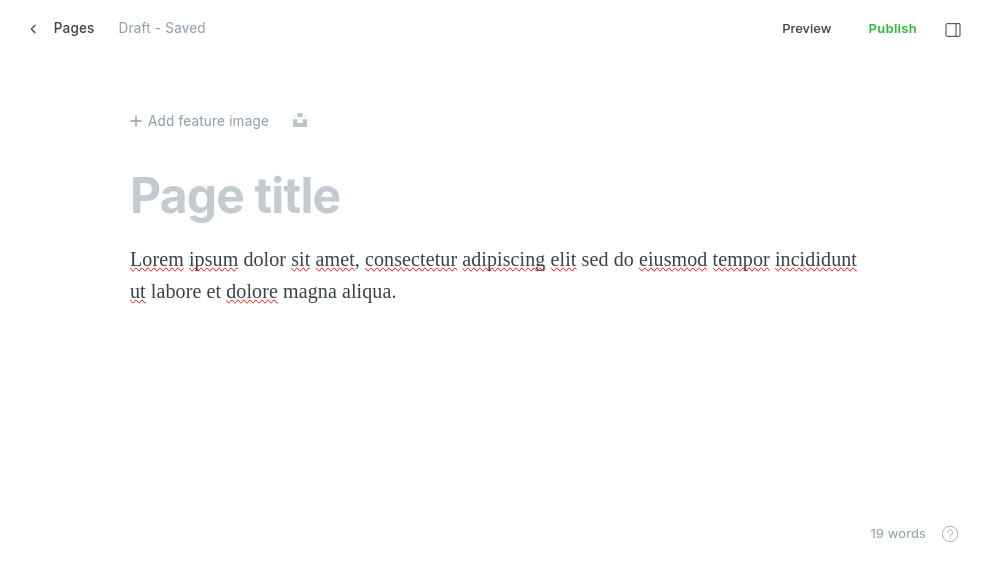 Pages Draft - Saved Preview Publish
Add feature image
Page title
Lorem ipsum dolor sit amet, consectetur adipiscing elit sed do eiusmod tempor incididunt
ut labore et dolore magna aliqua.
19 words ?